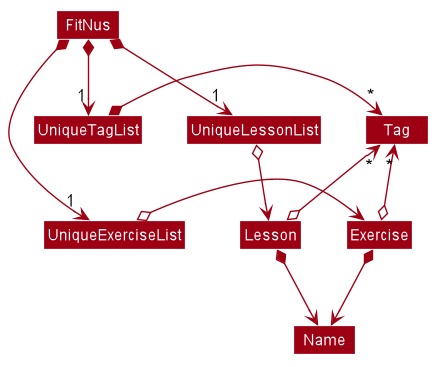 FitNus
1
1
*
UniqueTagList
UniqueLessonList
Tag
*
*
1
UniqueExerciseList
Lesson
Exercise
Name